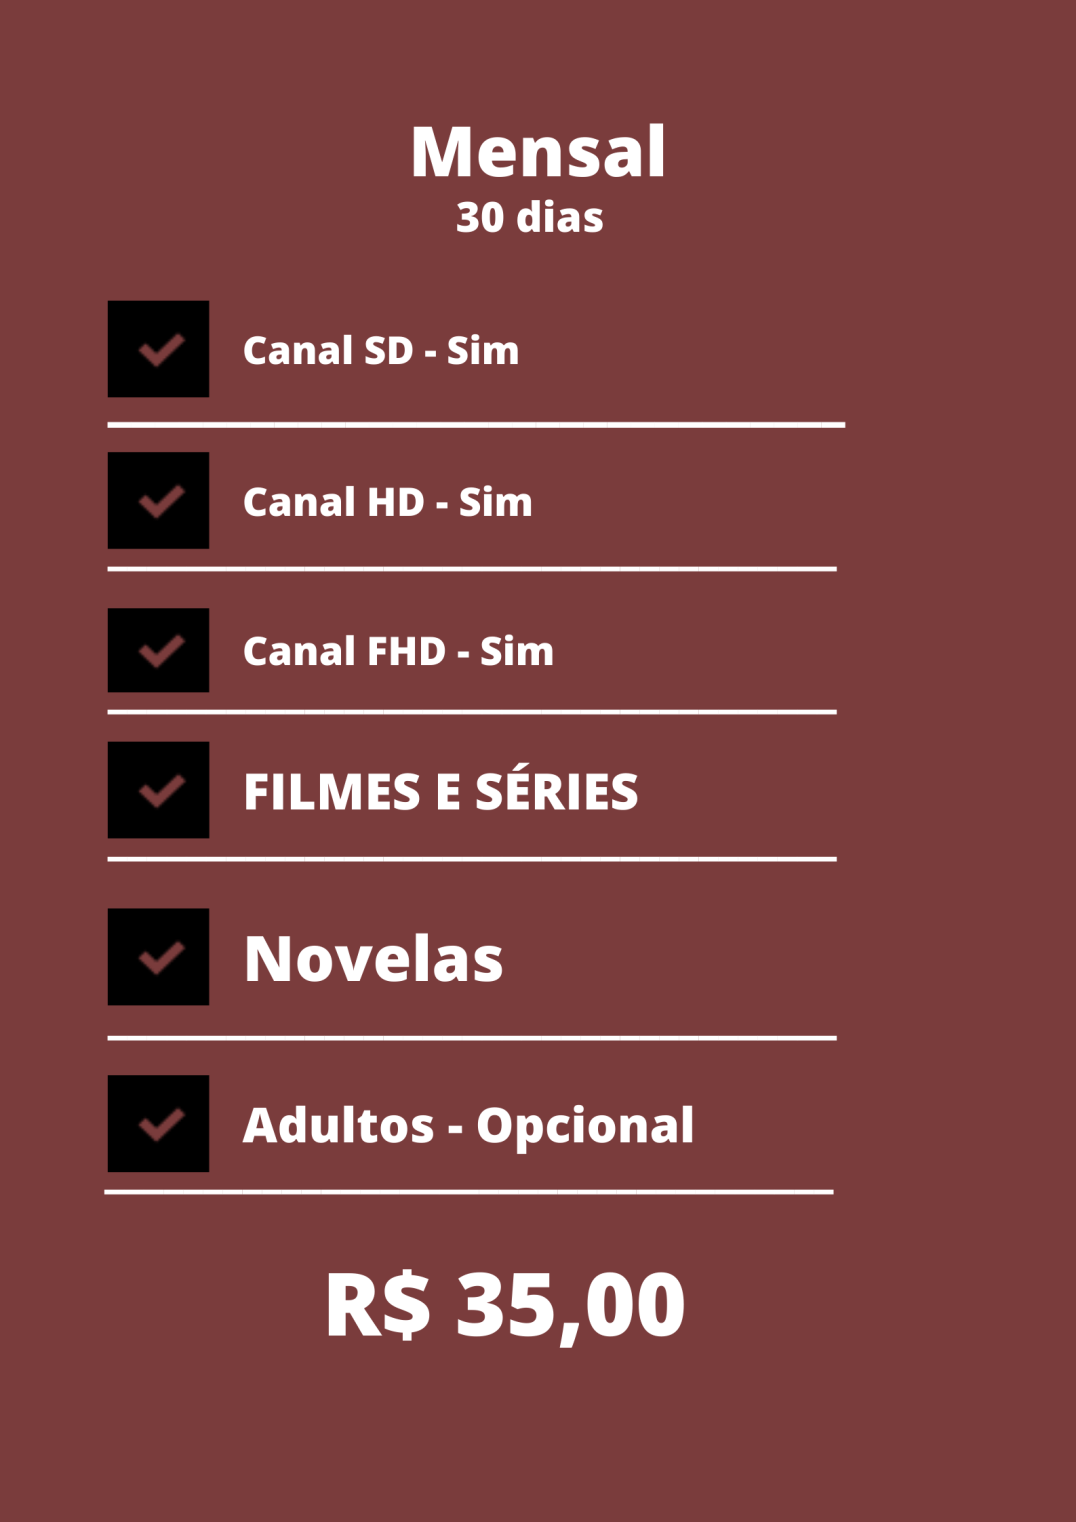 Mensal
30 dias
Canal SD - Sim
Canal HD - Sim
Canal FHD - Sim
FILMES E SÉRIES
Novelas
Adultos - Opcional
R$ 35,00